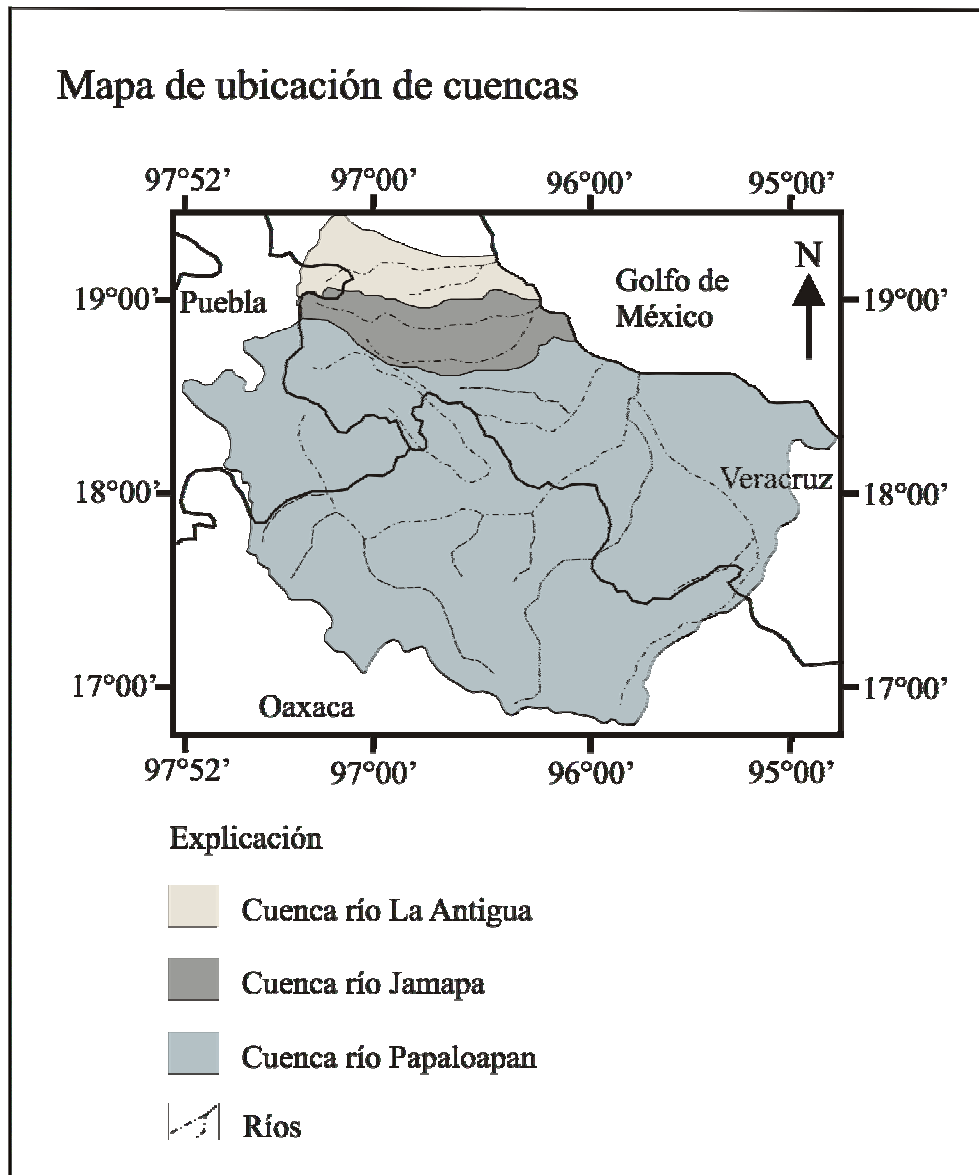 Mapa de ubicación de cuencas
97°52’ 97°00’ 96°00’ 95°00’
N
Golfo de
México
19°00’ Puebla 19°00’
18°00’ Veracruz 18°00’
17°00’ 17°00’
Oaxaca
97°52’ 97°00’ 96°00’ 95°00’
Explicación
Cuenca río La Antigua
Cuenca río Jamapa
Cuenca río Papaloapan
Ríos